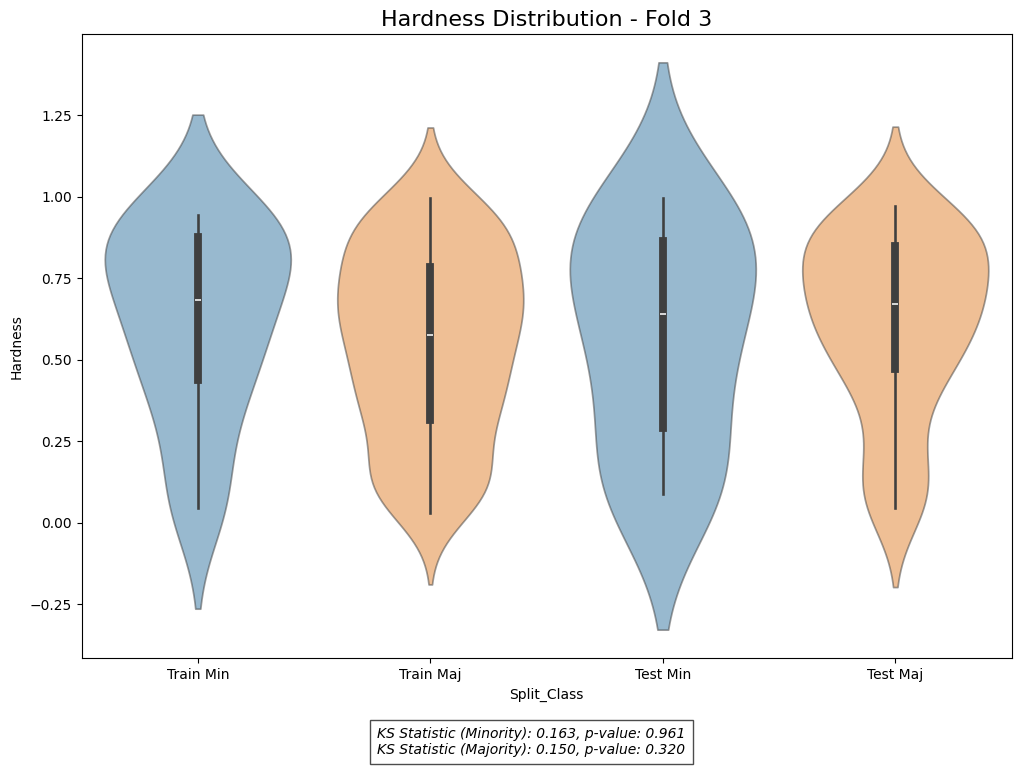 Hardness Distribution - Fold 3
1.25
1.00
0.75
0.50
0.25
0.00
−0.25
Hardness
Train Min
Train Maj
Test Min
Test Maj
Split_Class
KS Statistic (Minority): 0.163, p-value: 0.961
KS Statistic (Majority): 0.150, p-value: 0.320